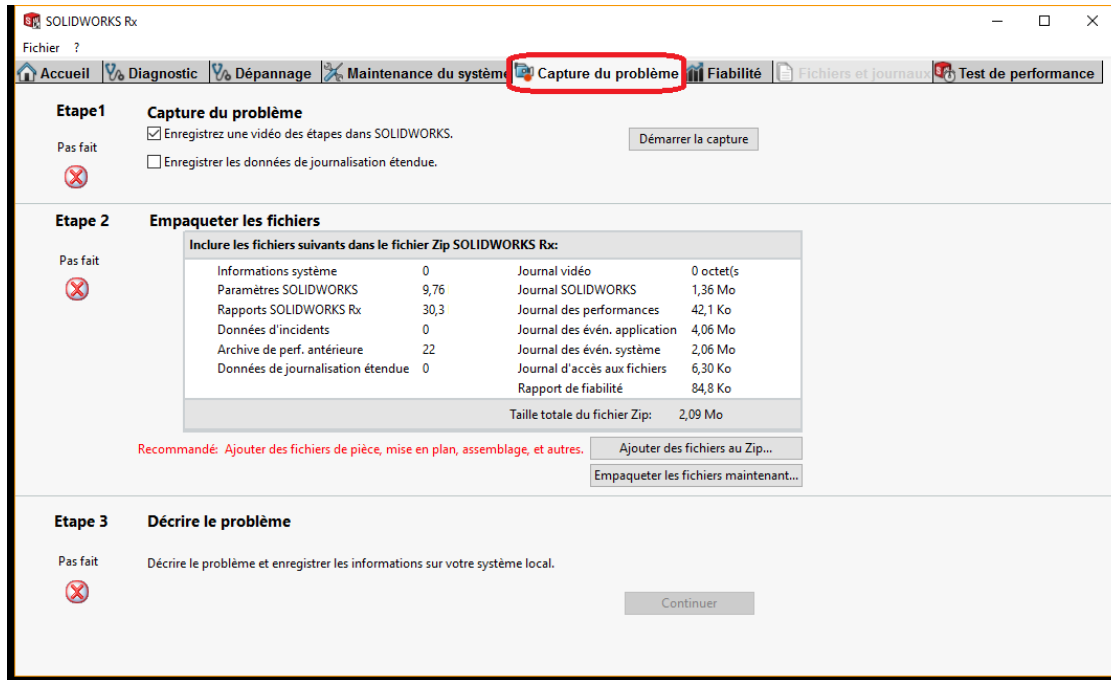 SOLIDWORKS Rx
Fichier ?
Accueil Diagnostic Dépannage Maintenance du système Capture du problème Fiabilité Fichiers et journaux Test de performance
Etape1 Capture du problème
Enregistrez une vidéo des étapes dans SOLIDWORKS.
Démarrer la capture
Pas fait
Enregistrer les données de journalisation étendue.
Etape 2 Empaqueter les fichiers
Inclure les fichiers suivants dans le fichier Zip SOLIDWORKS Rx:
Pas fait
Informations système 0 Journal vidéo 0 octet(s
Paramètres SOLIDWORKS 9,76 Journal SOLIDWORKS 1,36 Mo
Rapports SOLIDWORKS Rx 30,3 Journal des performances 42,1 Ko
Données d'incidents 0 Journal des évén. application 4,06 Mo
Archive de perf. antérieure 22 Journal des évén. système 2,06 Mo
Données de journalisation étendue 0 Journal d'accès aux fichiers 6,30 Ko
Rapport de fiabilité 84,8 Ko
Taille totale du fichier Zip: 2,09 Mo
Recommandé: Ajouter des fichiers de pièce, mise en plan, assemblage, et autres. Ajouter des fichiers au Zip...
Empaqueter les fichiers maintenant...
Etape 3 Décrire le problème
Pas fait Décrire le problème et enregistrer les informations sur votre système local.
Continuer